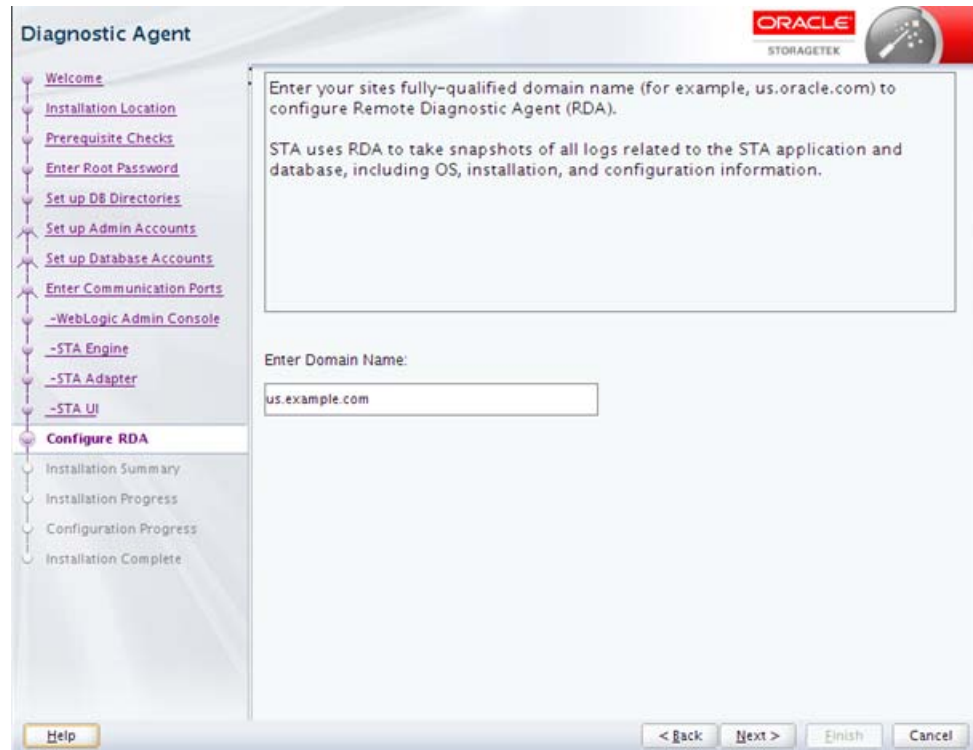 Diagnostic Agent
ORACLE
STORAGETEK
Welcome
Installation Location
Prerequisite Checks
Enter Root Password
Set up DB Directories
Set up Admin Accounts
Set up Database Accounts
Enter Communication Ports
-WebLogic Admin Console
-STA Engine
-STA Adapter
-STA UI
Configure RDA
Installation Summary
Installation Progress
Configuration Progress
Installation Complete
Enter your sites fully-qualified domain name (for example, us.oracle.com) to
configure Remote Diagnostic Agent (RDA).
STA uses RDA to take snapshots of all logs related to the STA application and
database, including OS, installation, and configuration information.
Enter Domain Name:
us.example.com
Help
< Back
Next >
Finish
Cancel